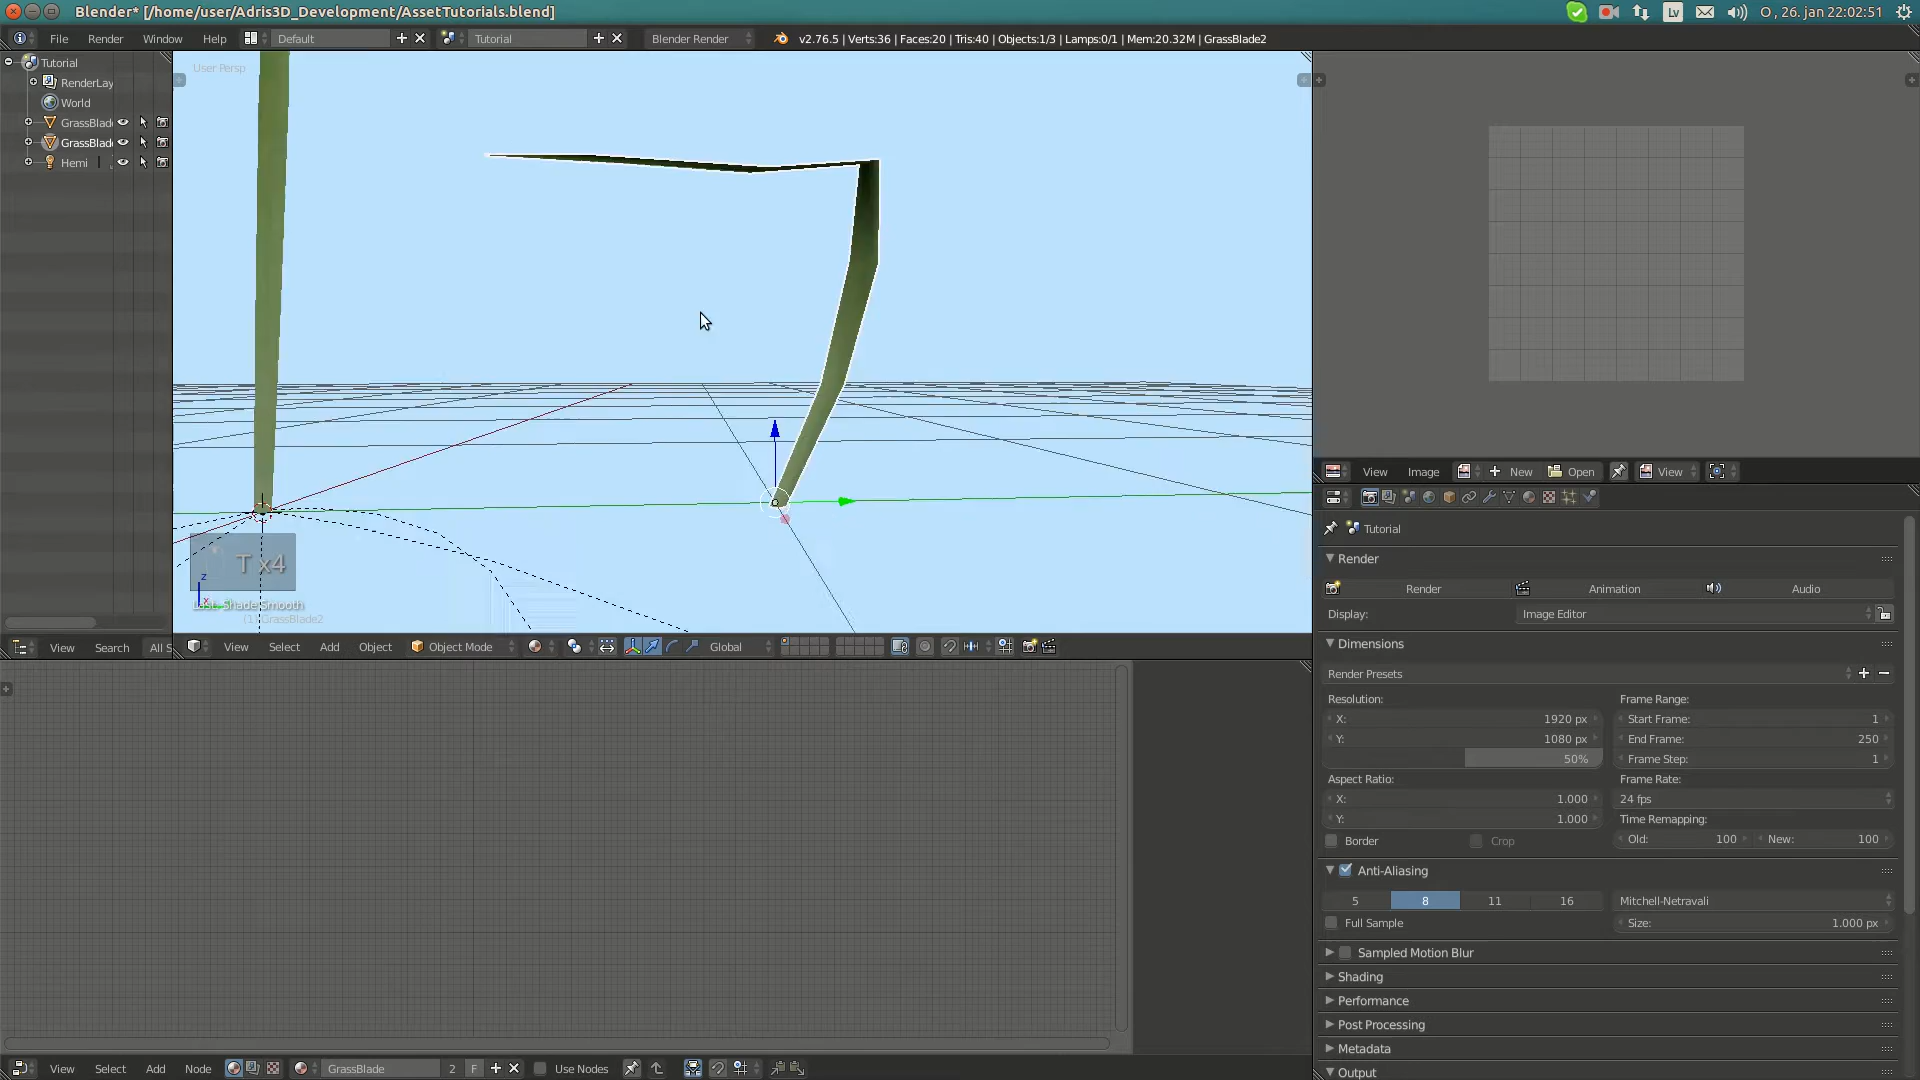 Blender* [/home/user/Adris3D_Development/AssetTutorials.blend]
Lv
O , 26. jan 22:02:51
File Render Window Help Default Tutorial Blender Render v2.76.5 | Verts:36 | Faces:20 | Tris:40 | Objects:1/3 | Lamps:0/1 | Mem:20.32M | GrassBlade2
Tutorial
RenderLay
World
GrassBlad
GrassBlad
Hemi
View Search All S
User Persp
T x4
z
x
Last: Shade Smooth
(1) GrassBlade2
View Select Add Object Object Mode Global
View Image New Open View
Tutorial
Render
Render Animation Audio
Display: Image Editor
Dimensions
Render Presets
Resolution: Frame Range:
X: 1920 px Start Frame: 1
Y: 1080 px End Frame: 250
50% Frame Step: 1
Aspect Ratio: Frame Rate:
X: 1.000 24 fps
Y: 1.000 Time Remapping:
Border Crop Old: 100 New: 100
Anti-Aliasing
5 8 11 16 Mitchell-Netravali
Full Sample Size: 1.000 px
Sampled Motion Blur
Shading
Performance
Post Processing
Metadata
Output
View Select Add Node GrassBlade 2 F Use Nodes